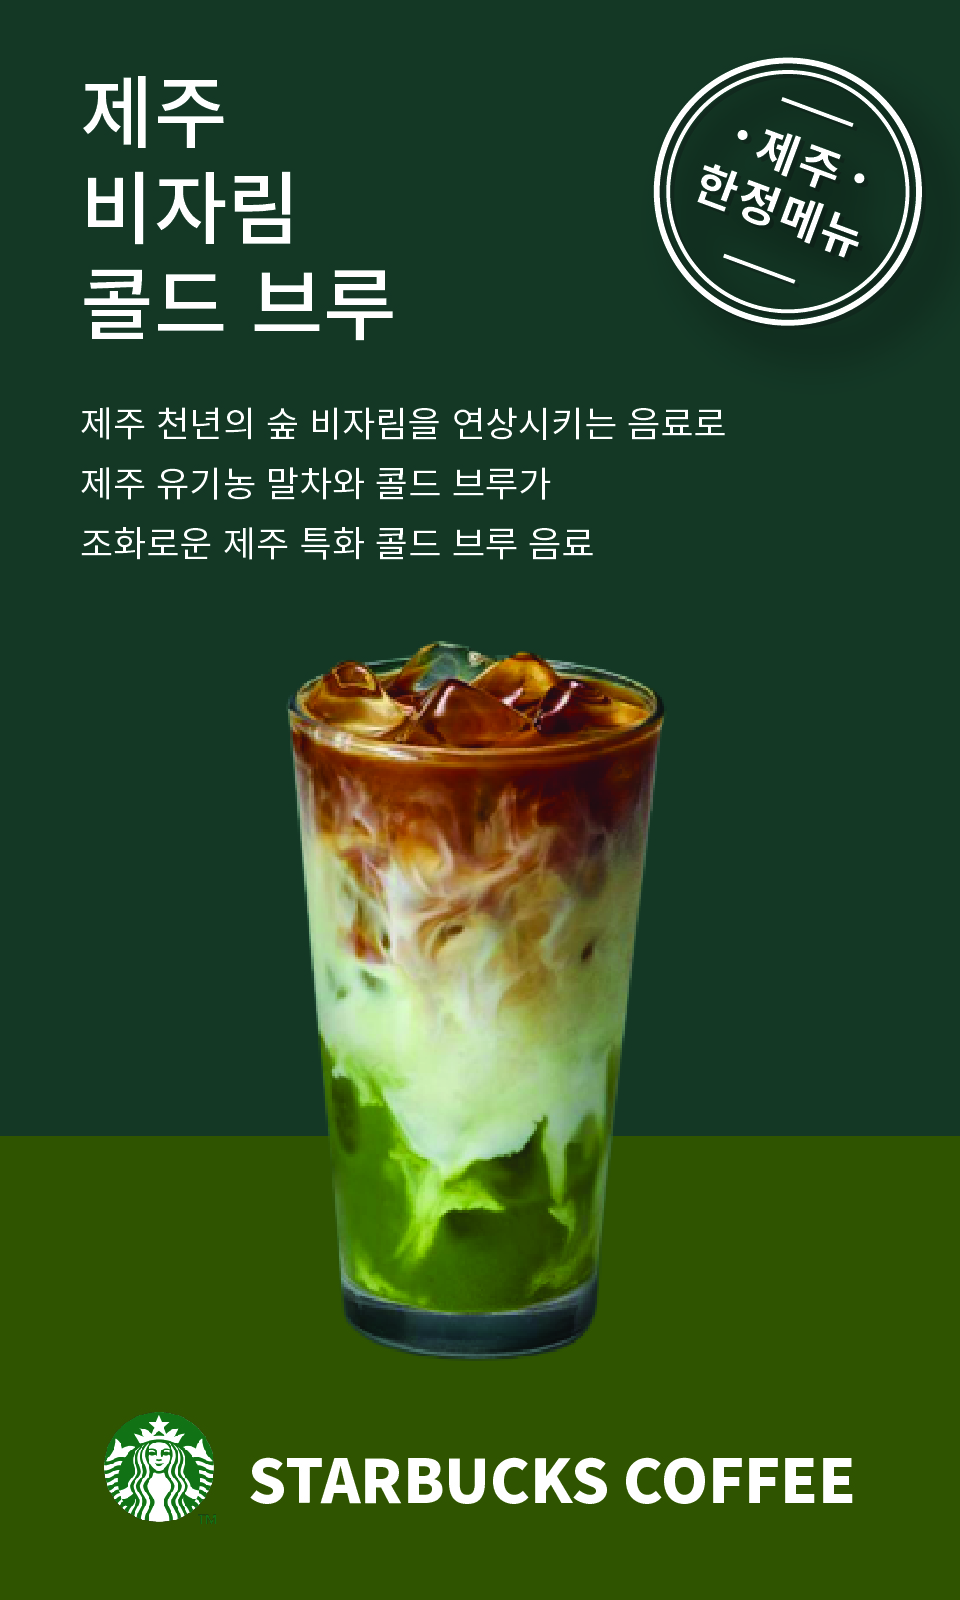 제주
비자림
콜드 브루
· 제주 ·
한정메뉴
제주 천년의 숲 비자림을 연상시키는 음료로
제주 유기농 말차와 콜드 브루가
조화로운 제주 특화 콜드 브루 음료
STARBUCKS COFFEE
TM